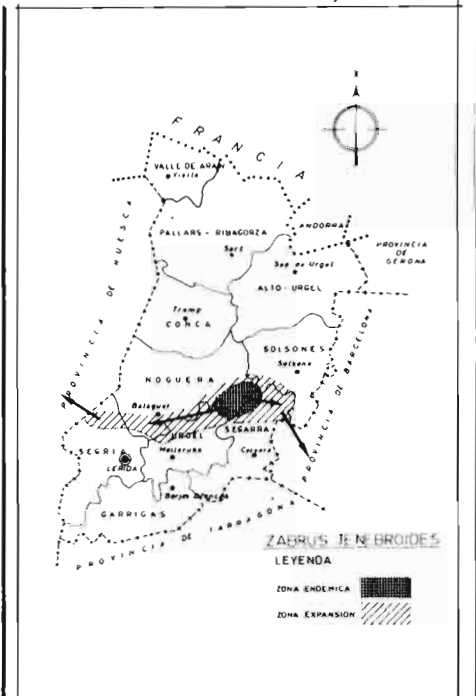 FRANCIA
VALLE DE ARAN
Viella
PALLARS - RIBAGORZA
Sort
ANDORRA
PROVINCIA
DE
GERONA
Seo de Urgel
ALTO-URGEL
PROVINCIA DE HUESCA
Tremp
CONCA
SOLSONES
Solsona
PROVINCIA DE BARCELONA
NOGUERA
Balaguer
SEGARRA
URGEL
SEGRIA
LERIDA
Mollerusa
Cervera
Borjas Blancas
GARRIGAS
PROVINCIA DE TARRAGONA
ZABRUS TENEBROIDES
LEYENDA
ZONA ENDEMICA
ZONA EXPANSION